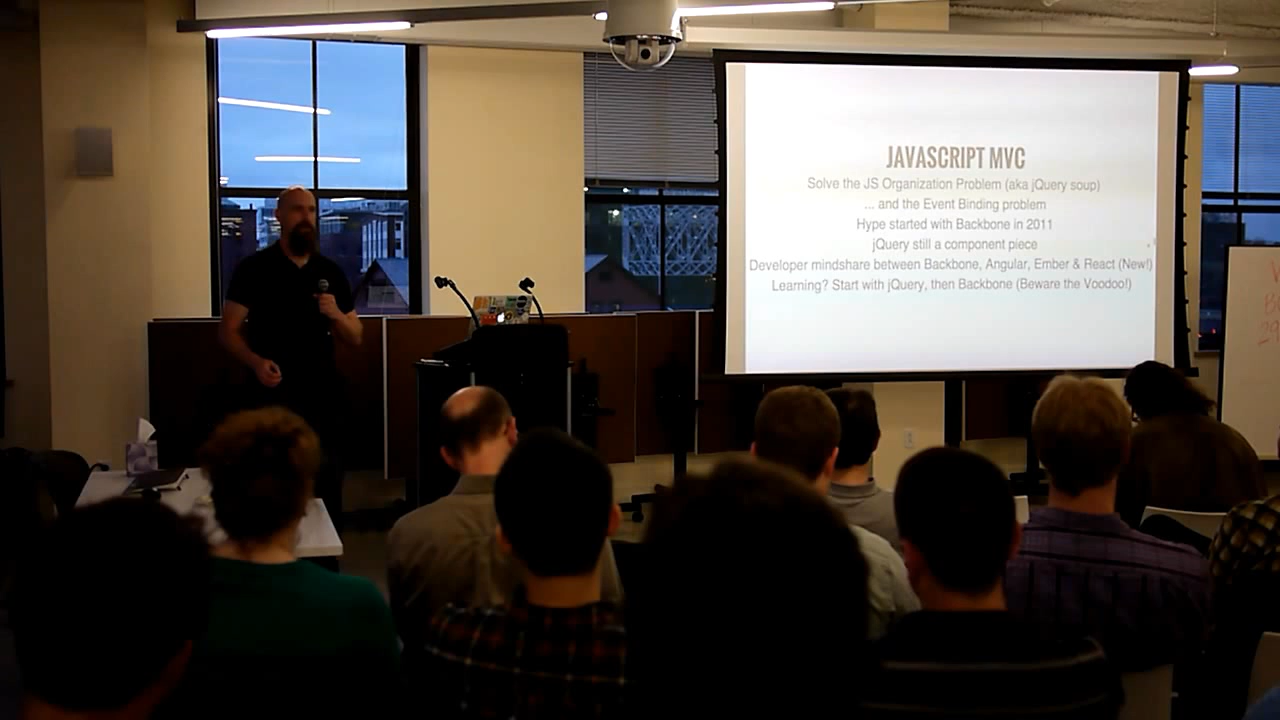 JAVASCRIPT MVC
Solve the JS Organization Problem (aka jQuery soup)
... and the Event Binding problem
Hype started with Backbone in 2011
jQuery still a component piece
Developer mindshare between Backbone, Angular, Ember & React (New!)
Learning? Start with jQuery, then Backbone (Beware the Voodoo!)